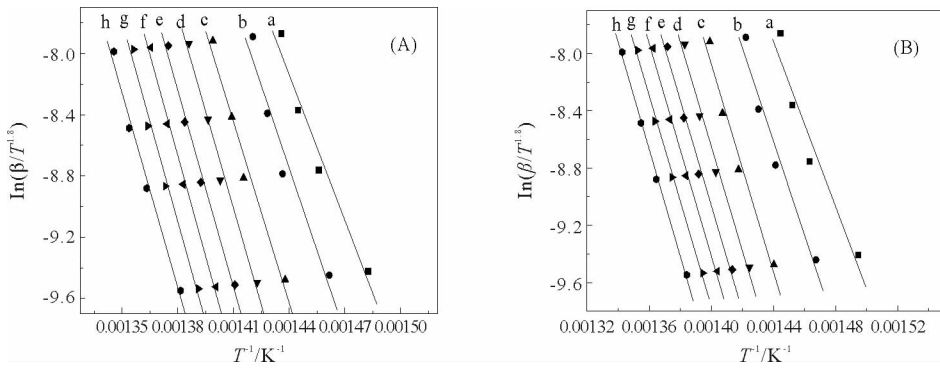 h g f e d c b a
(A)
-8.0
-8.4
-8.8
-9.2
-9.6
ln(β/T^1.8)
0.00135 0.00138 0.00141 0.00144 0.00147 0.00150
T^-1/K^-1
h g f e d c b a
(B)
-8.0
-8.4
-8.8
-9.2
-9.6
ln(β/T^1.8)
0.00132 0.00136 0.00140 0.00144 0.00148 0.00152
T^-1/K^-1